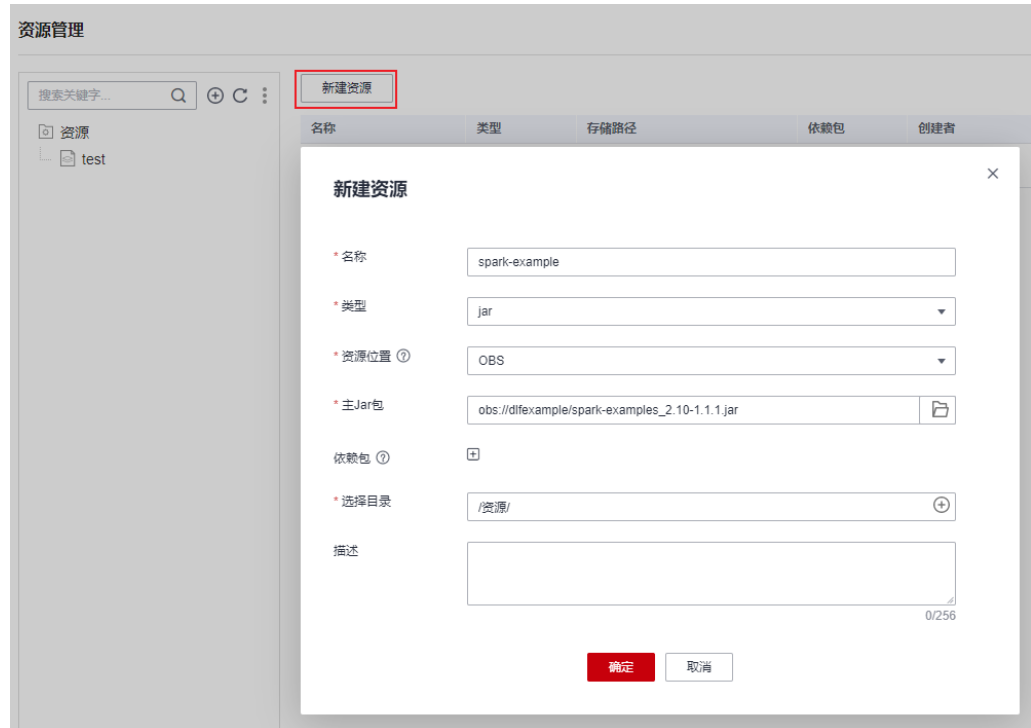 资源管理
搜索关键字...
新建资源
资源
test
名称 类型 存储路径 依赖包 创建者
新建资源
* 名称 spark-example
* 类型 jar
* 资源位置 OBS
* 主Jar包 obs://dlfexample/spark-examples_2.10-1.1.1.jar
依赖包
* 选择目录 /资源/
描述
0/256
确定 取消